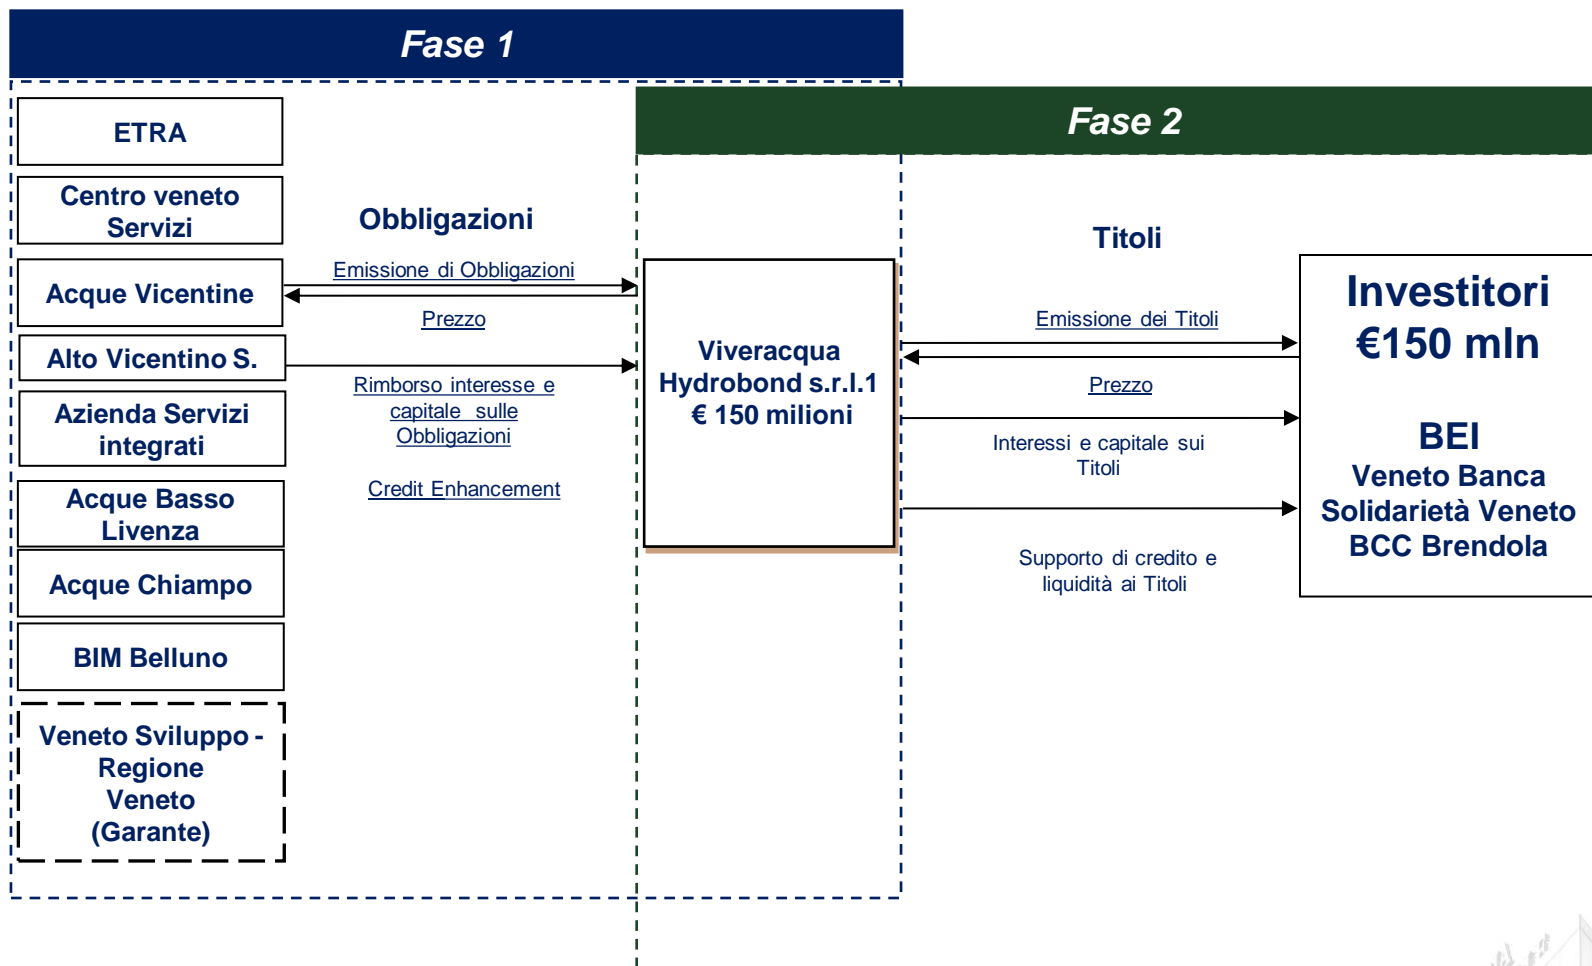 Fase 1
Fase 2
ETRA
Centro veneto
Servizi
Acque Vicentine
Alto Vicentino S.
Azienda Servizi
integrati
Acque Basso
Livenza
Acque Chiampo
BIM Belluno
Veneto Sviluppo -
Regione
Veneto
(Garante)
Obbligazioni
Emissione di Obbligazioni
Prezzo
Rimborso interesse e
capitale sulle
Obbligazioni
Credit Enhancement
Viveracqua
Hydrobond s.r.l.1
€ 150 milioni
Titoli
Emissione dei Titoli
Prezzo
Interessi e capitale sui
Titoli
Supporto di credito e
liquidità ai Titoli
Investitori
€150 mln
BEI
Veneto Banca
Solidarietà Veneto
BCC Brendola